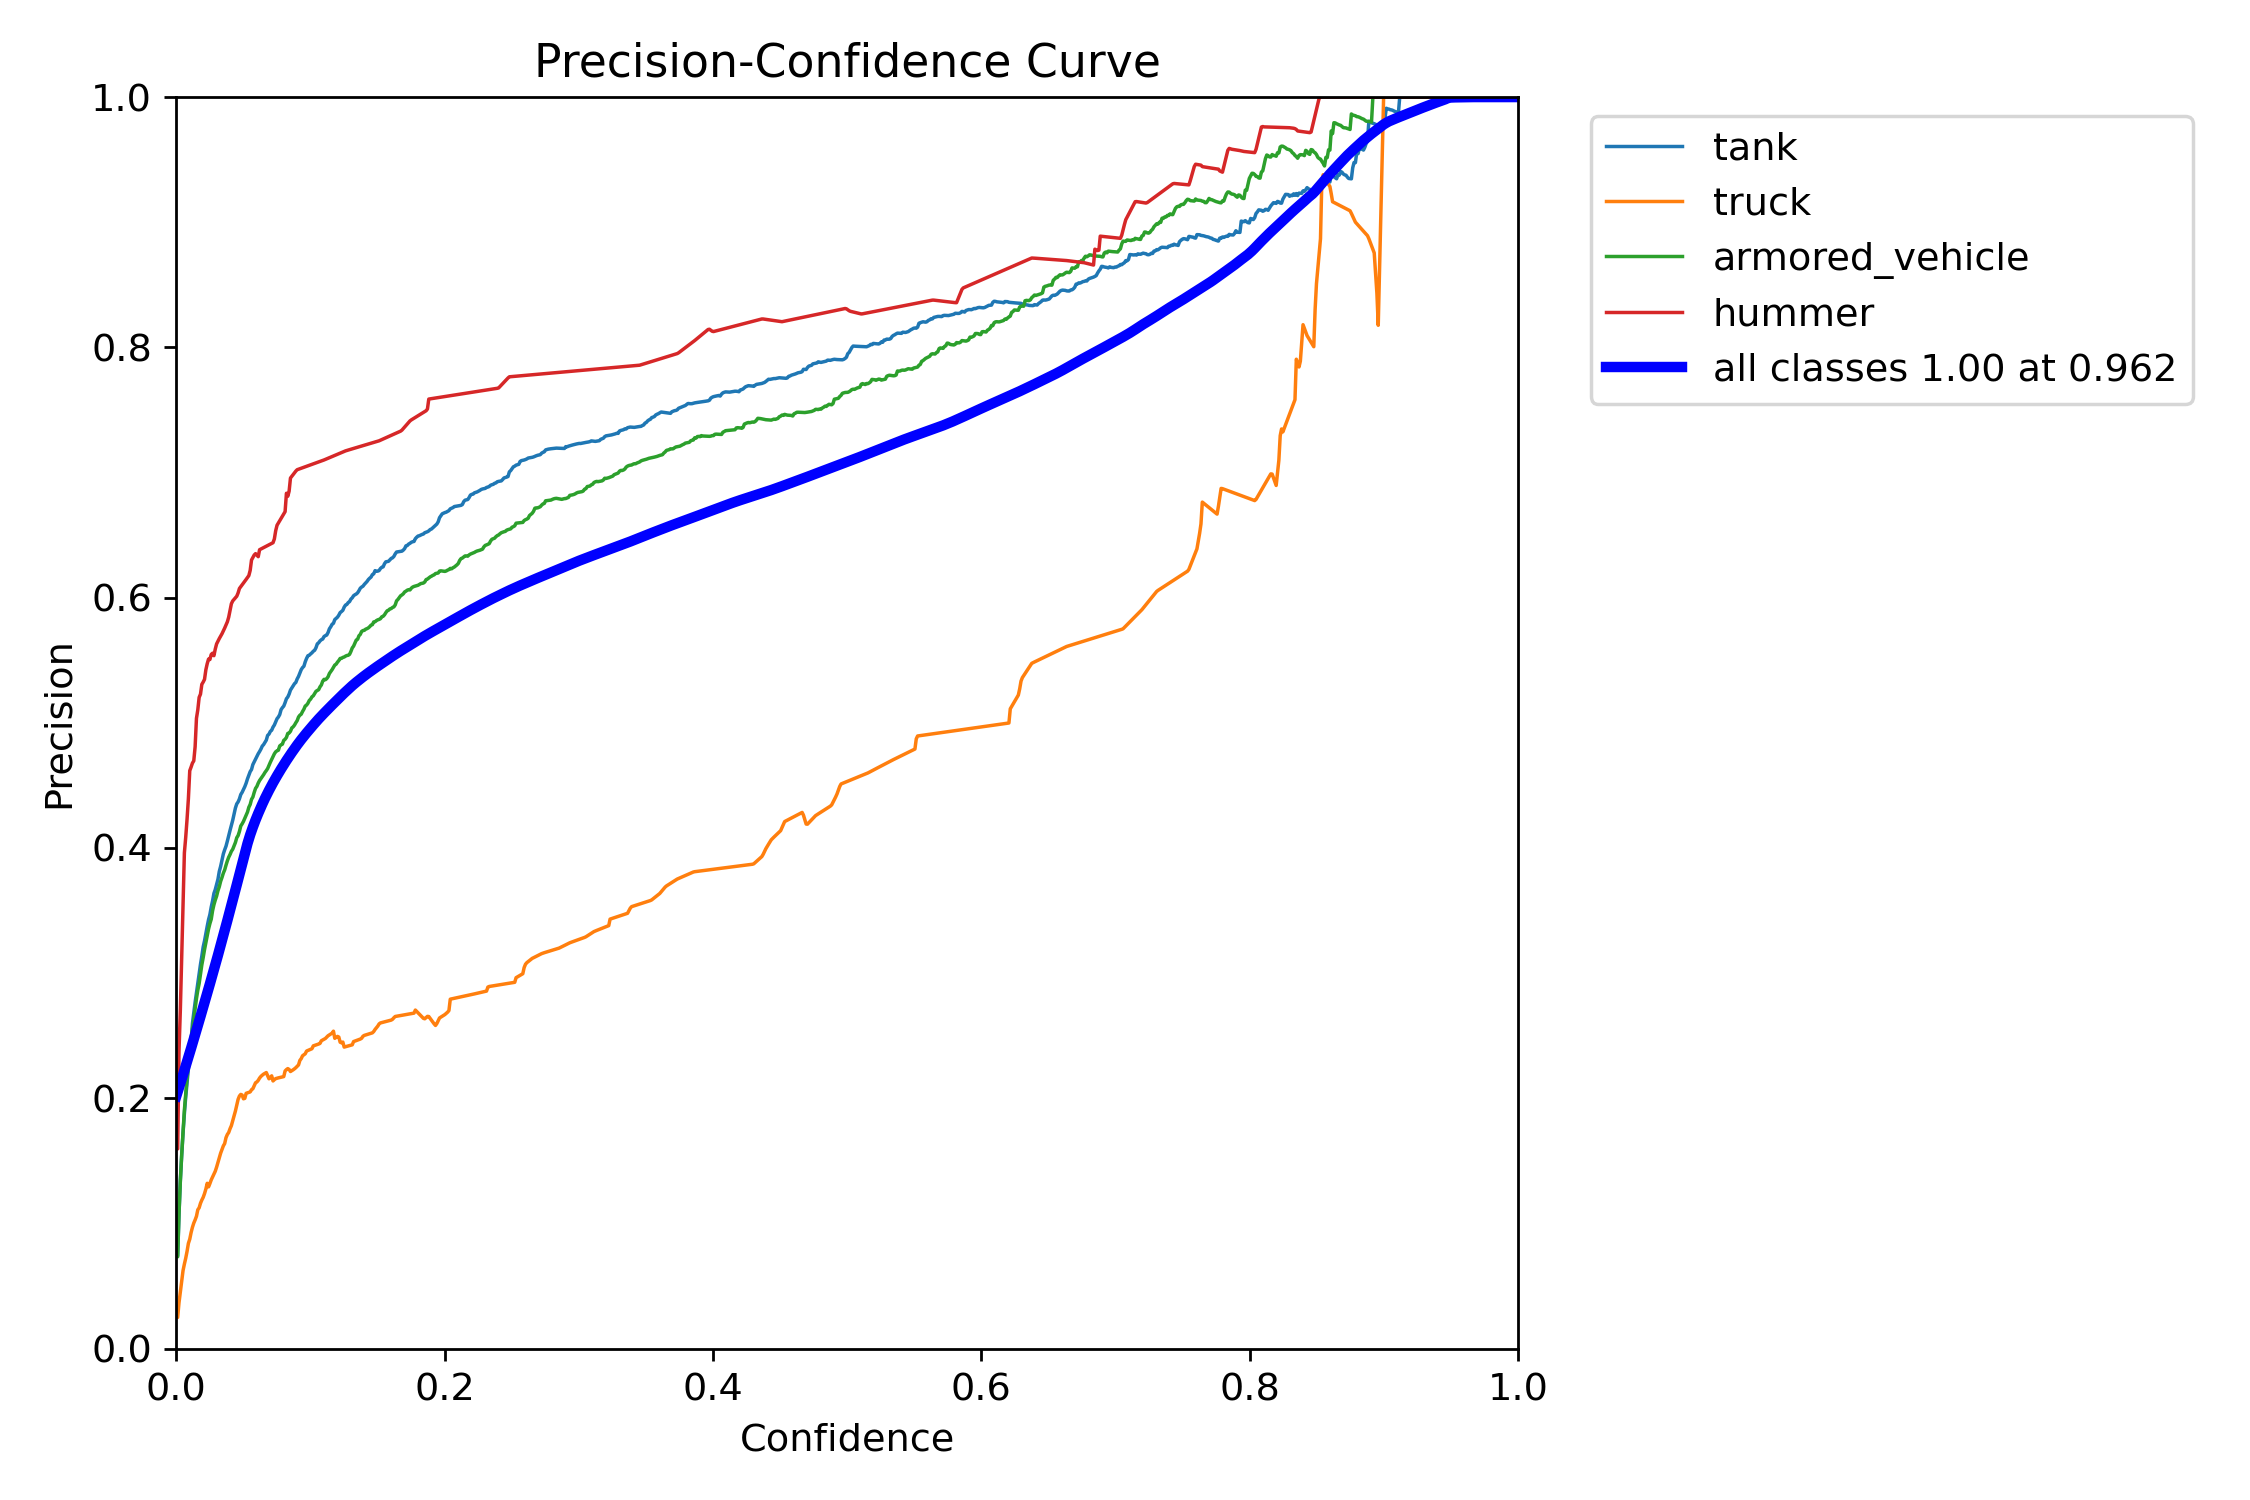 Precision-Confidence Curve
1.0
0.8
0.6
0.4
0.2
0.0
Precision
0.0 0.2 0.4 0.6 0.8 1.0
Confidence
tank
truck
armored_vehicle
hummer
all classes 1.00 at 0.962